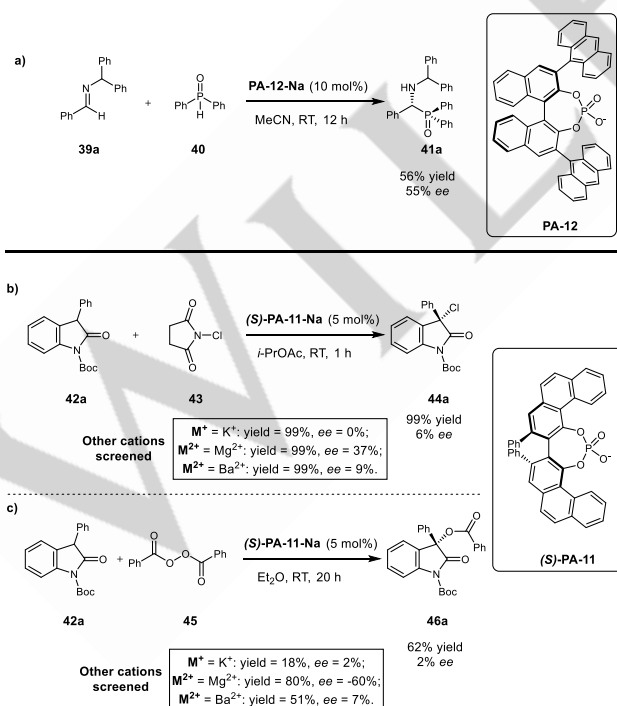 a)
Ph
Ph
N
Ph
H
+
O
P
Ph
H
Ph
PA-12-Na (10 mol%)
MeCN, RT, 12 h
Ph
HN
Ph
Ph
P
Ph
Ph
O
39a
40
41a
56% yield
55% ee
O
O
P
O
O-
PA-12
b)
Ph
O
N
Boc
+
O
N
Cl
O
(S)-PA-11-Na (5 mol%)
i-PrOAc, RT, 1 h
Ph
Cl
O
N
Boc
42a
43
44a
99% yield
6% ee
Other cations
screened
M+ = K+: yield = 99%, ee = 0%;
M2+ = Mg2+: yield = 99%, ee = 37%;
M2+ = Ba2+: yield = 99%, ee = 9%.
Ph
Ph
O
O
P
O
O-
(S)-PA-11
c)
Ph
O
N
Boc
+
O
Ph
O
O
Ph
O
(S)-PA-11-Na (5 mol%)
Et2O, RT, 20 h
Ph
O
O
Ph
O
N
Boc
42a
45
46a
62% yield
2% ee
Other cations
screened
M+ = K+: yield = 18%, ee = 2%;
M2+ = Mg2+: yield = 80%, ee = -60%;
M2+ = Ba2+: yield = 51%, ee = 7%.